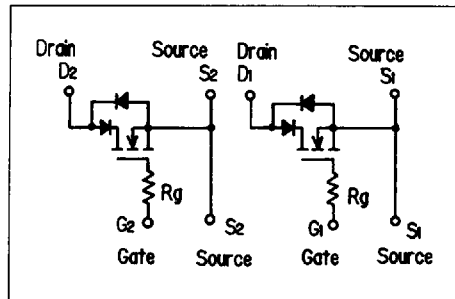 Drain Source Drain Source
D2 S2 D1 S1
Rg Rg
G2 S2 G1 S1
Gate Source Gate Source